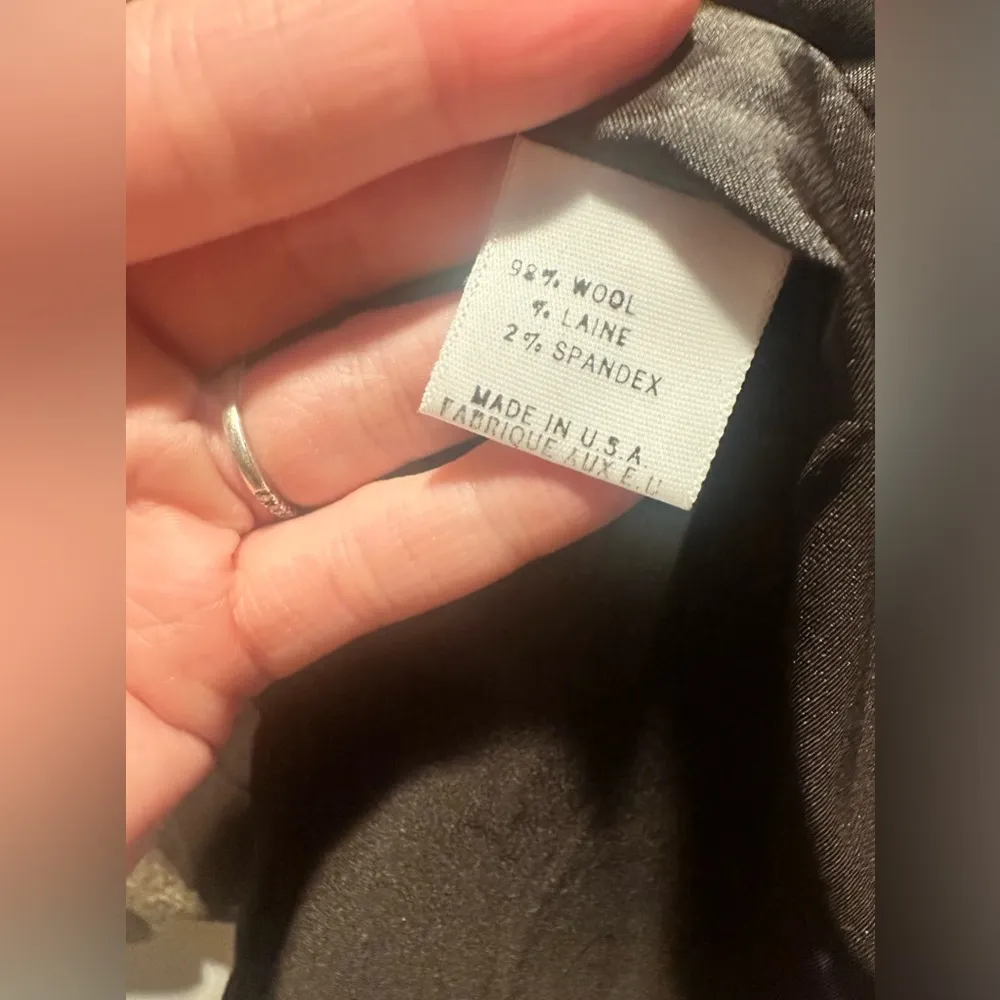 98% WOOL
% LAINE
2% SPANDEX
MADE IN U.S.A.
FABRIQUE AUX E.U